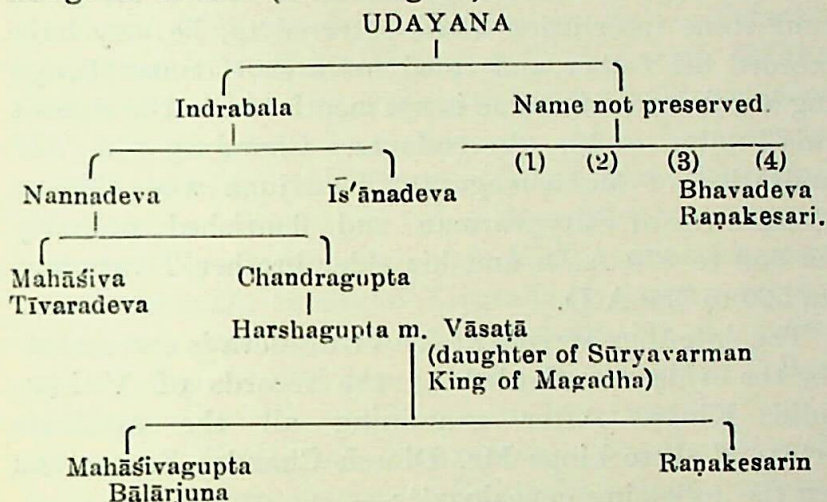 UDAYANA
Indrabala Name not preserved.
(1) (2) (3) (4)
Nannadeva Īs'ānadeva Bhavadeva
Raṇakesari.
Mahāśiva Chandragupta
Tīvaradeva
Harshagupta m. Vāsaṭā
(daughter of Sūryavarman
King of Magadha)
Mahāśivagupta Raṇakesarin
Bālārjuna